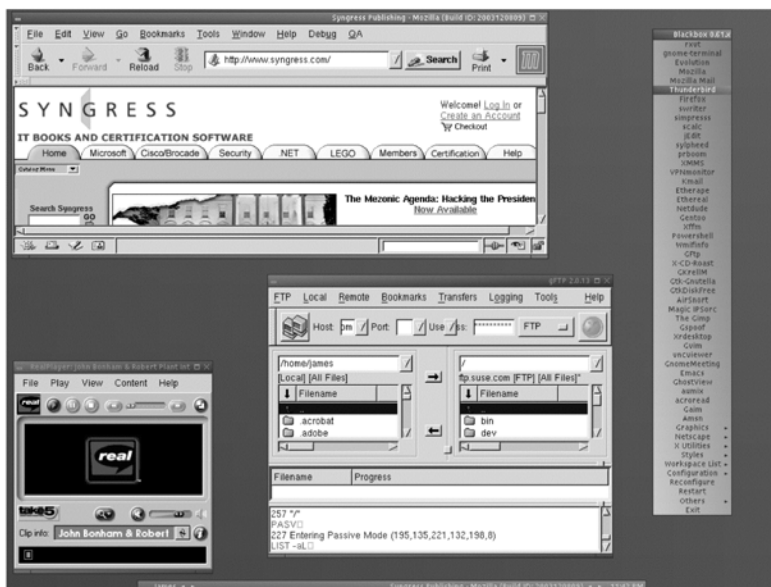 Syngress Publishing - Mozilla {Build ID: 2003120809}
File Edit View Go Bookmarks Tools Window Help Debug QA
http://www.syngress.com/
Search
Back Forward Reload Stop
Print
SYNGRESS
Welcome! Log In or
Create an Account
Checkout
IT BOOKS AND CERTIFICATION SOFTWARE
Home Microsoft Cisco/Brocade Security .NET LEGO Members Certification Help
Search Syngress
GO
The Mezonic Agenda: Hacking the Presiden
Now Available
Blackbox
root
gnome-terminal
Evolution
Mozilla
Mozilla Mail
Thunderbird
Firefox
swriter
simpress
scalc
jEdit
sylpheed
prboom
XMMS
VPNmonitor
Kmail
Etherape
Ethereal
Netdude
Gentoo
Xffm
Powershell
Wmifinfo
Gftp
X-CD-Roast
GKrellM
Gtk-Gnutella
GtkDiskFree
AirSnort
Magic IPSorc
The Gimp
Gspoof
Xrdesktop
Gvim
vncviewer
GnomeMeeting
Emacs
GhostView
aumix
acroread
Gaim
Amsn
Graphics
Netscape
X Utilities
Styles
Workspace List
Configuration
Reconfigure
Restart
Others
Exit
gFTP 2.0.13
FTP Local Remote Bookmarks Transfers Logging Tools Help
Host: om Port: Use ss: ********** FTP
/home/james
[Local] [All Files]
Filename
..
.acrobat
.adobe
/
ftp.suse.com [FTP] [All Files]*
Filename
..
bin
dev
Filename Progress
257 "/"
PASV
227 Entering Passive Mode (195,135,221,132,198,8)
LIST -aL
RealPlayer: John Bonham & Robert Plant int
File Play View Content Help
real
real
take5
Clip info: John Bonham & Robert
Syngress Publishing - Mozilla {Build ID: 2003120809}